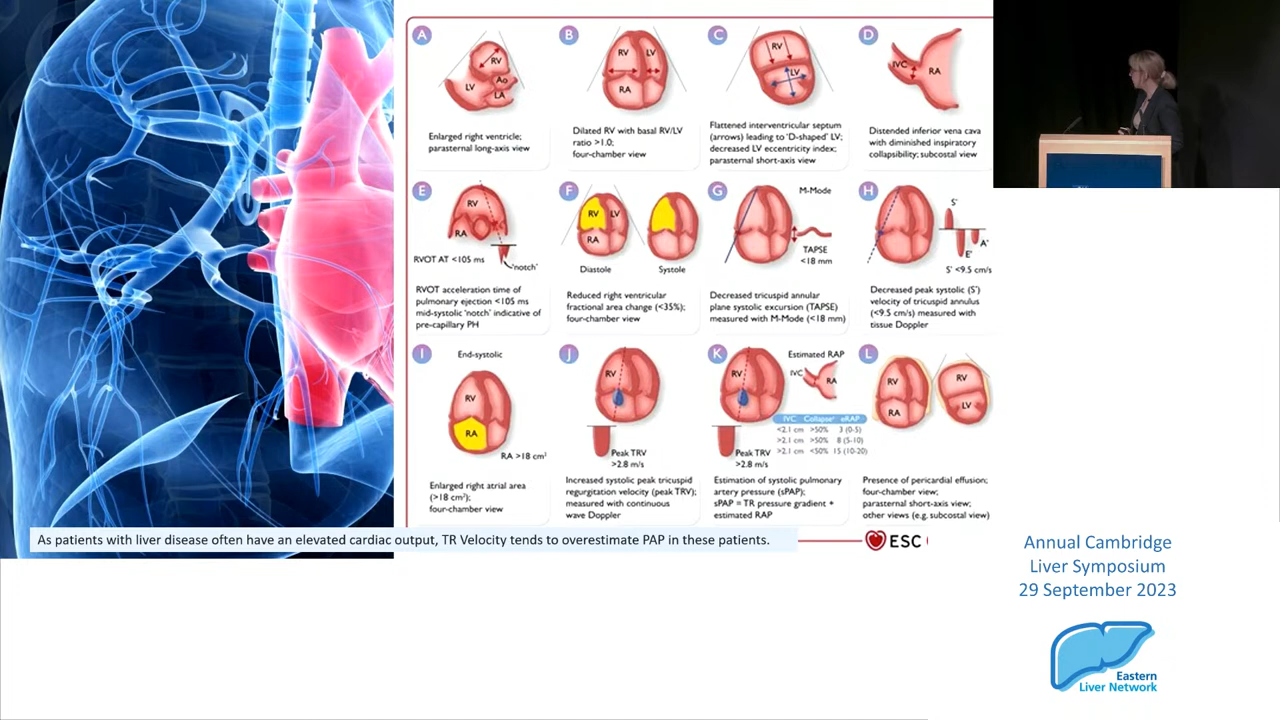 A
RV
LV
Ao
LA
Enlarged right ventricle;
parasternal long-axis view
B
RV
LV
RA
Dilated RV with basal RV/LV
ratio >1.0;
four-chamber view
C
RV
LV
Flattened interventricular septum
(arrows) leading to 'D-shaped' LV;
decreased LV eccentricity index;
parasternal short-axis view
D
IVC
RA
Distended inferior vena cava
with diminished inspiratory
collapsibility; subcostal view
E
RV
RA
RVOT AT <105 ms
'notch'
RVOT acceleration time of
pulmonary ejection <105 ms
mid-systolic 'notch' indicative of
pre-capillary PH
F
RV
LV
RA
Diastole
Systole
Reduced right ventricular
fractional area change (<35%);
four-chamber view
G
M-Mode
TAPSE
<18 mm
Decreased tricuspid annular
plane systolic excursion (TAPSE)
measured with M-Mode (<18 mm)
H
S'
A'
E'
S' <9.5 cm/s
Decreased peak systolic (S')
velocity of tricuspid annulus
(<9.5 cm/s) measured with
tissue Doppler
I
End-systolic
RV
RA
RA >18 cm²
Enlarged right atrial area
(>18 cm²);
four-chamber view
J
RV
Peak TRV
>2.8 m/s
Increased systolic peak tricuspid
regurgitation velocity (peak TRV);
measured with continuous
wave Doppler
K
Estimated RAP
RV
IVC
RA
IVC Collapse eRAP
<2.1 cm >50% 3 (0-5)
>2.1 cm >50% 8 (5-10)
>2.1 cm <50% 15 (10-20)
Peak TRV
>2.8 m/s
Estimation of systolic pulmonary
artery pressure (sPAP);
sPAP = TR pressure gradient +
estimated RAP
L
RV
RA
RV
LV
Presence of pericardial effusion;
four-chamber view;
parasternal short-axis view;
other views (e.g. subcostal view)
As patients with liver disease often have an elevated cardiac output, TR Velocity tends to overestimate PAP in these patients.
ESC
Annual Cambridge
Liver Symposium
29 September 2023
Eastern
Liver Network